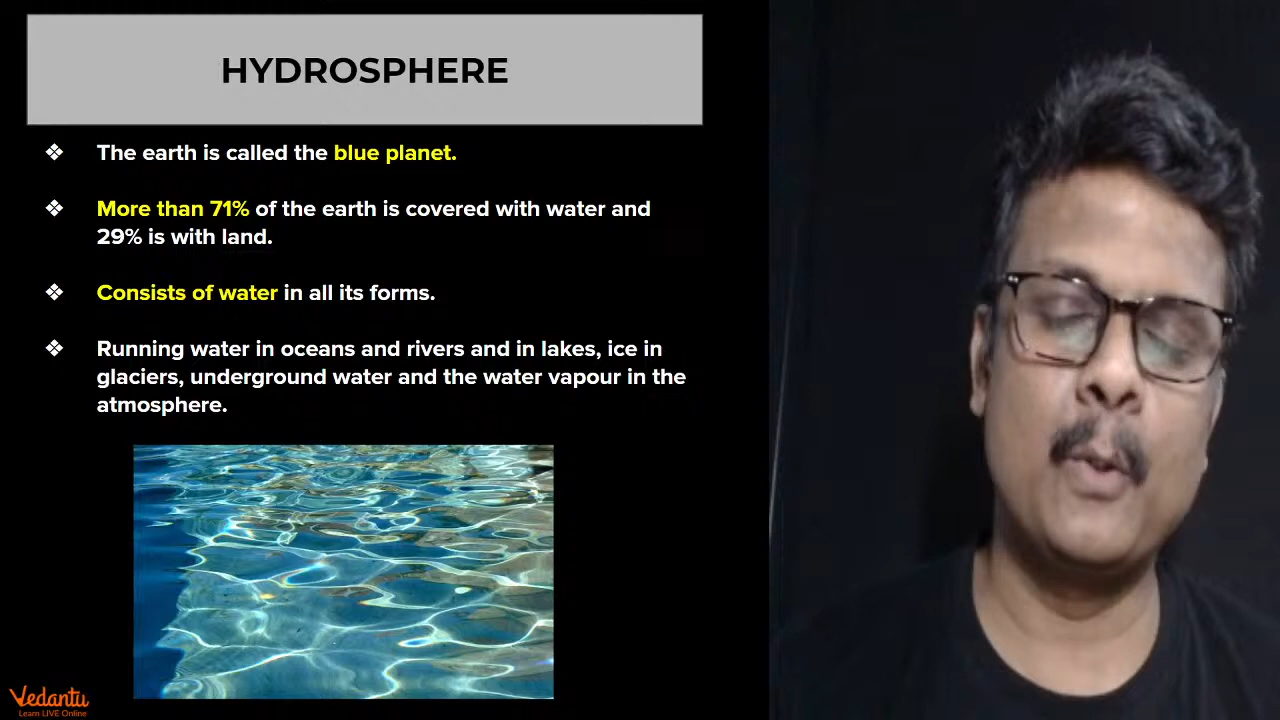 HYDROSPHERE
❖ The earth is called the blue planet.
❖ More than 71% of the earth is covered with water and
29% is with land.
❖ Consists of water in all its forms.
❖ Running water in oceans and rivers and in lakes, ice in
glaciers, underground water and the water vapour in the
atmosphere.
Vedantu
Learn LIVE Online